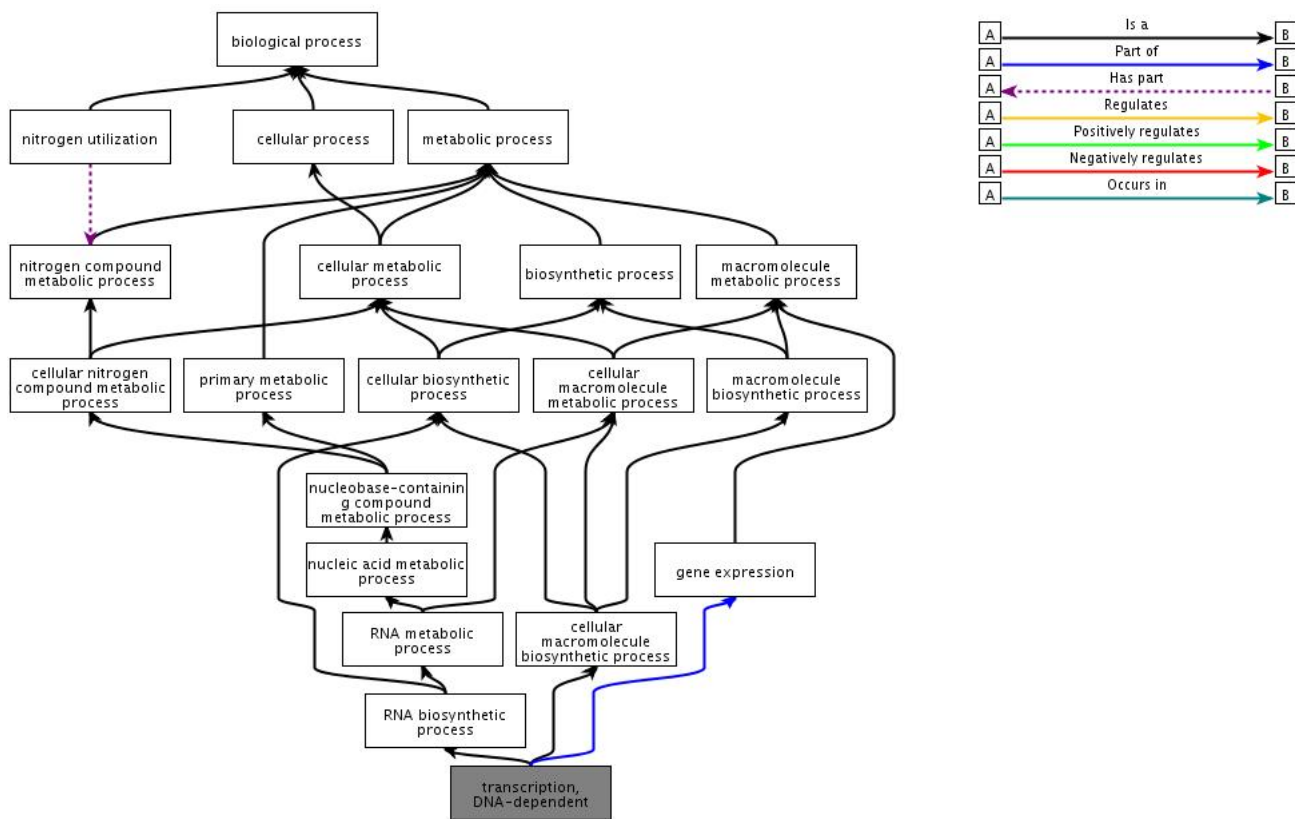 biological process
nitrogen utilization
cellular process
metabolic process
nitrogen compound
metabolic process
cellular metabolic
process
biosynthetic process
macromolecule
metabolic process
cellular nitrogen
compound metabolic
process
primary metabolic
process
cellular biosynthetic
process
cellular
macromolecule
metabolic process
macromolecule
biosynthetic process
nucleobase-containin
g compound
metabolic process
nucleic acid metabolic
process
gene expression
RNA metabolic
process
cellular
macromolecule
biosynthetic process
RNA biosynthetic
process
transcription,
DNA-dependent
A Is a B
A Part of B
A Has part B
A Regulates B
A Positively regulates B
A Negatively regulates B
A Occurs in B